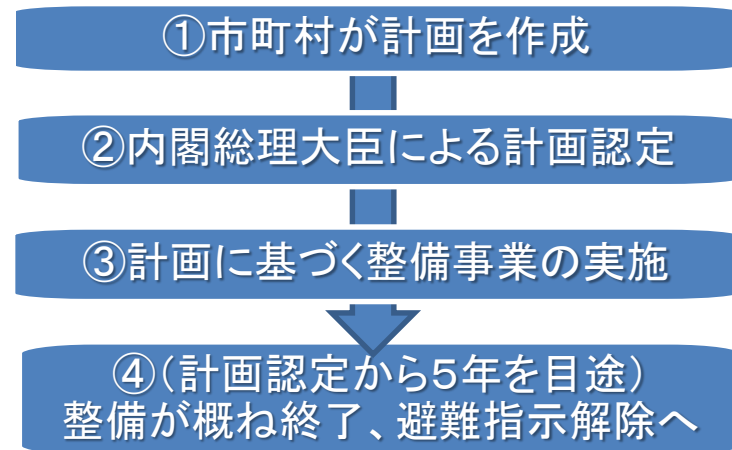 ①市町村が計画を作成
②内閣総理大臣による計画認定
③計画に基づく整備事業の実施
④(計画認定から5年を目途)
整備が概ね終了、避難指示解除へ